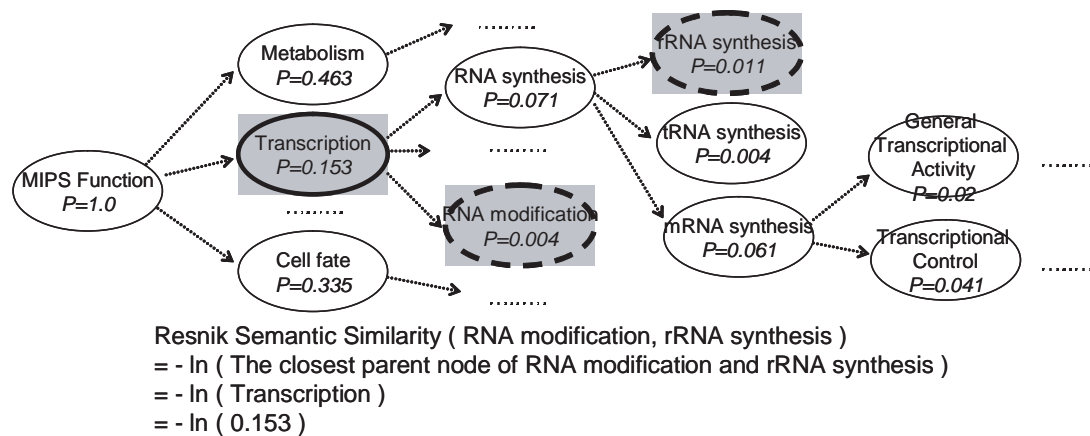 MIPS Function
P=1.0
Metabolism
P=0.463
Transcription
P=0.153
........
Cell fate
P=0.335
........
RNA synthesis
P=0.071
........
RNA modification
P=0.004
........
rRNA synthesis
P=0.011
tRNA synthesis
P=0.004
mRNA synthesis
P=0.061
General
Transcriptional
Activity
P=0.02
........
Transcriptional
Control
P=0.041
........
Resnik Semantic Similarity ( RNA modification, rRNA synthesis )
= - ln ( The closest parent node of RNA modification and rRNA synthesis )
= - ln ( Transcription )
= - ln ( 0.153 )